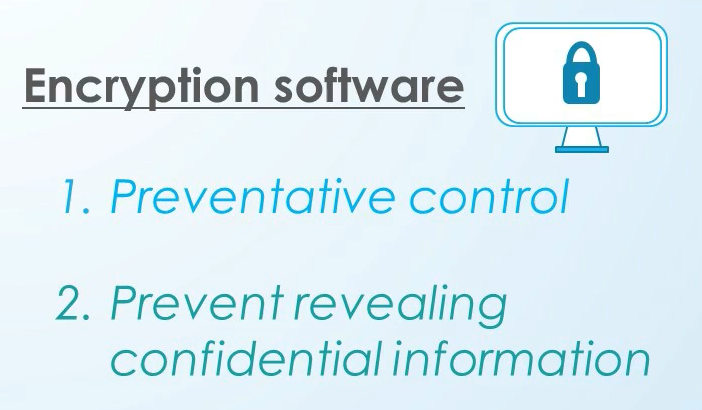 Encryption software
1. Preventative control
2. Prevent revealing
confidential information